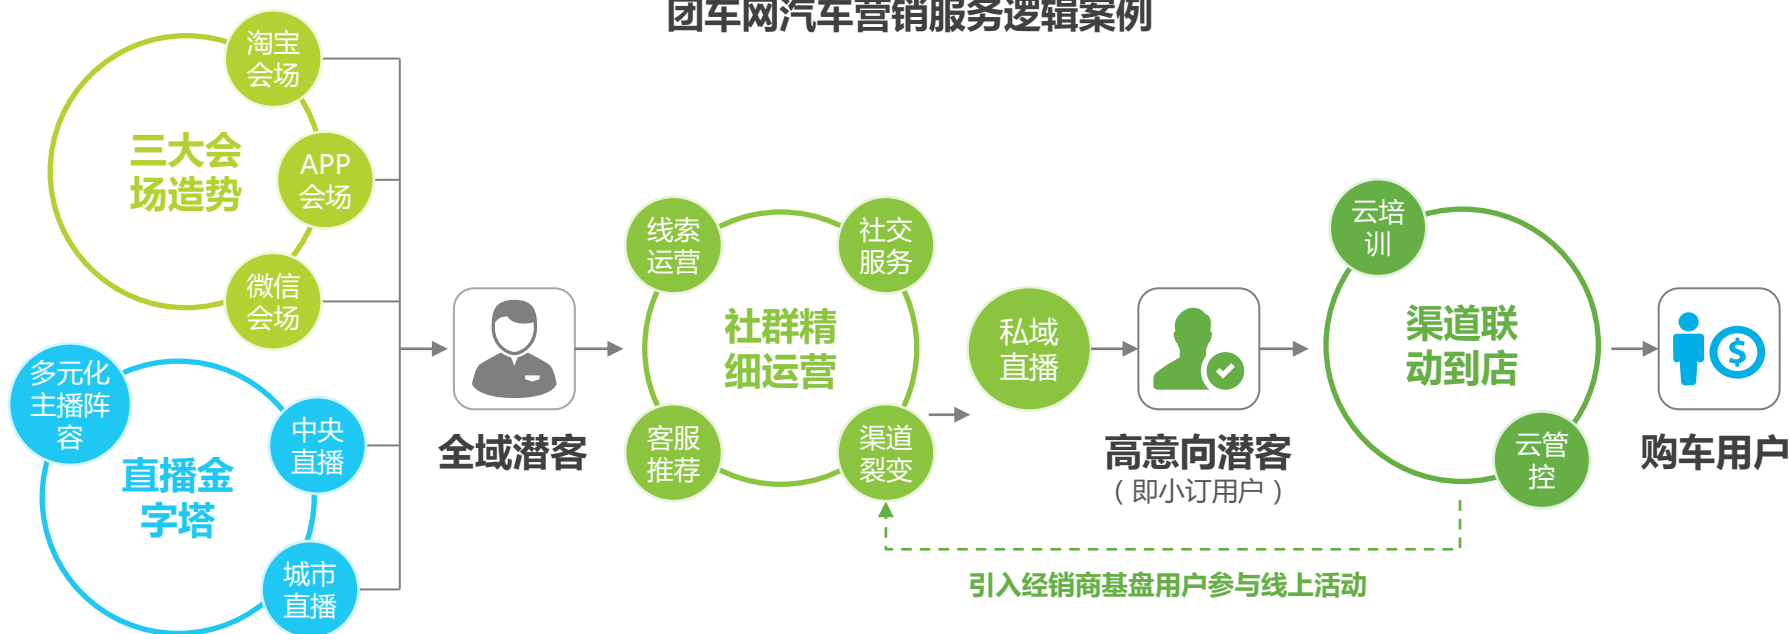 团车网汽车营销服务逻辑案例
淘宝
会场
三大会
场造势
APP
会场
微信
会场
多元化
主播阵
容
中央
直播
直播金
字塔
城市
直播
全域潜客
线索
运营
社交
服务
社群精
细运营
客服
推荐
渠道
裂变
私域
直播
高意向潜客
（即小订用户）
云培
训
渠道联
动到店
云管
控
购车用户
引入经销商基盘用户参与线上活动